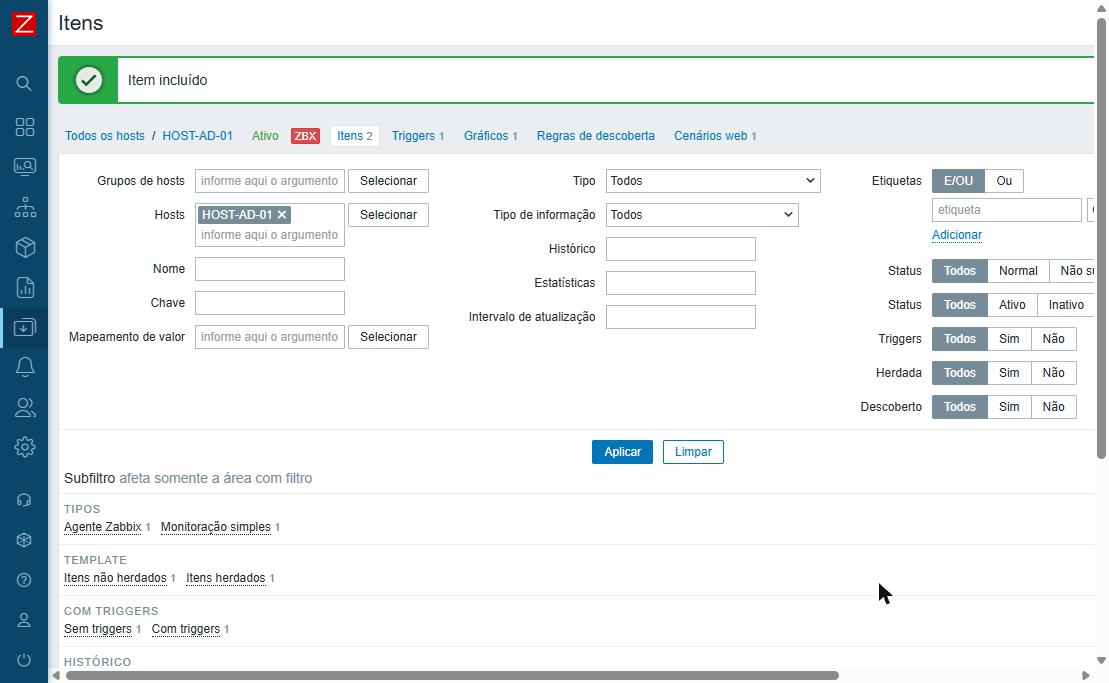 Z
Itens
Item incluído
Todos os hosts / HOST-AD-01 Ativo ZBX Itens 2 Triggers 1 Gráficos 1 Regras de descoberta Cenários web 1
Grupos de hosts informe aqui o argumento Selecionar Tipo Todos Etiquetas E/OU Ou
Hosts HOST-AD-01 informe aqui o argumento Selecionar Tipo de informação Todos etiqueta
Adicionar
Histórico
Nome Estatísticas Status Todos Normal Não su
Chave Intervalo de atualização Status Todos Ativo Inativo
Mapeamento de valor informe aqui o argumento Selecionar Triggers Todos Sim Não
Herdada Todos Sim Não
Descoberto Todos Sim Não
Aplicar Limpar
Subfiltro afeta somente a área com filtro
TIPOS
Agente Zabbix 1 Monitoração simples 1
TEMPLATE
Itens não herdados 1 Itens herdados 1
COM TRIGGERS
Sem triggers 1 Com triggers 1
HISTÓRICO